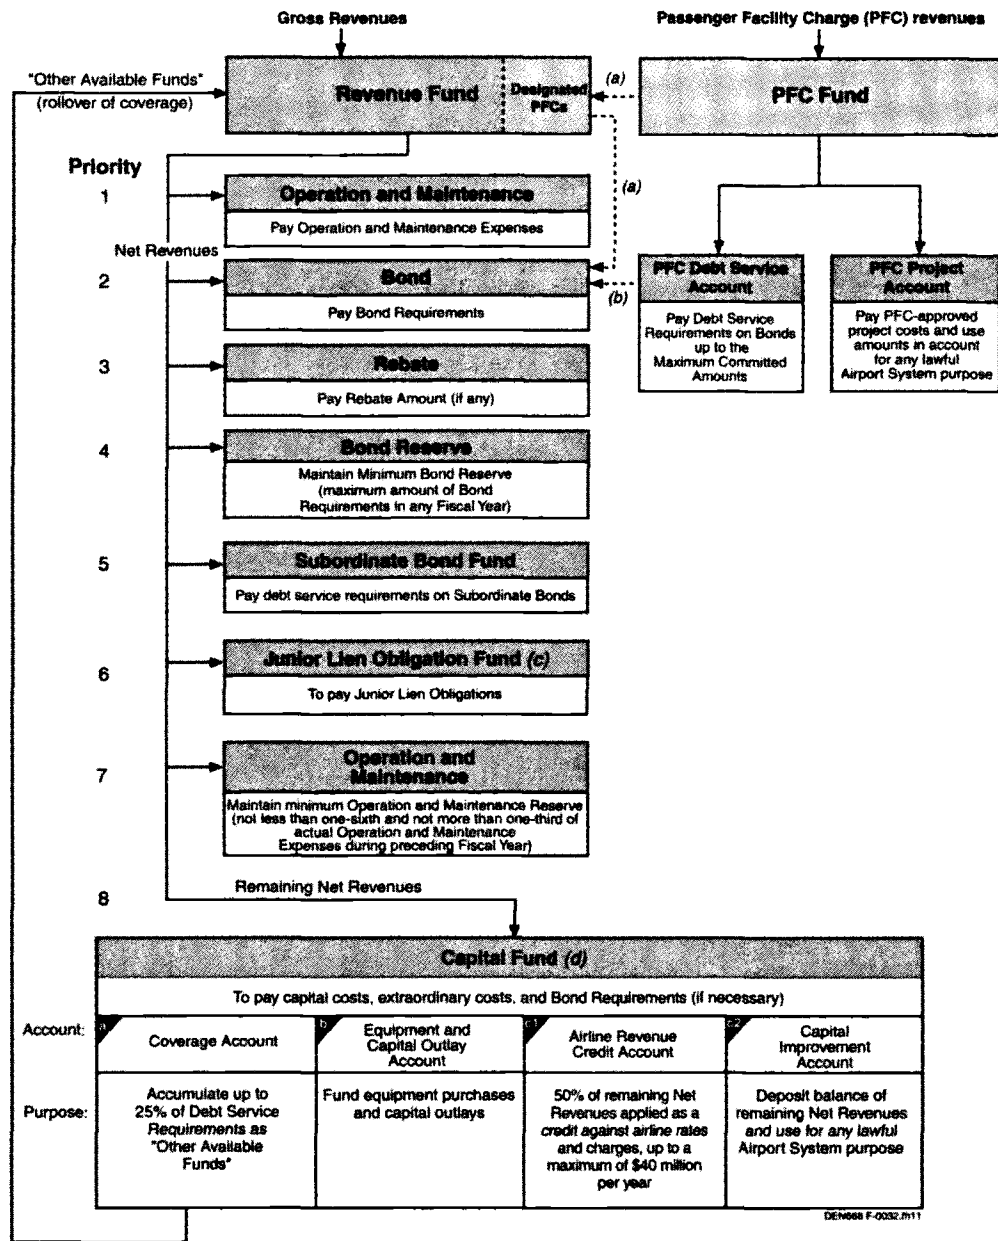 Gross Revenues
Passenger Facility Charge (PFC) revenues
"Other Available Funds"
(rollover of coverage)
Revenue Fund
Designated
PFCs
(a)
PFC Fund
Priority
1
Operation and Maintenance
Pay Operation and Maintenance Expenses
(a)
Net Revenues
2
Bond
Pay Bond Requirements
(b)
PFC Debt Service
Account
Pay Debt Service
Requirements on Bonds
up to the
Maximum Committed
Amounts
PFC Project
Account
Pay PFC-approved
project costs and use
amounts in account
for any lawful
Airport System purpose
3
Rebate
Pay Rebate Amount (if any)
4
Bond Reserve
Maintain Minimum Bond Reserve
(maximum amount of Bond
Requirements in any Fiscal Year)
5
Subordinate Bond Fund
Pay debt service requirements on Subordinate Bonds
6
Junior Lien Obligation Fund (c)
To pay Junior Lien Obligations
7
Operation and
Maintenance
Maintain minimum Operation and Maintenance Reserve
(not less than one-sixth and not more than one-third of
actual Operation and Maintenance
Expenses during preceding Fiscal Year)
8
Remaining Net Revenues
Capital Fund (d)
To pay capital costs, extraordinary costs, and Bond Requirements (if necessary)
Account:
a
Coverage Account
b
Equipment and
Capital Outlay
Account
c1
Airline Revenue
Credit Account
c2
Capital
Improvement
Account
Purpose:
Accumulate up to
25% of Debt Service
Requirements as
"Other Available
Funds"
Fund equipment purchases
and capital outlays
50% of remaining Net
Revenues applied as a
credit against airline rates
and charges, up to a
maximum of $40 million
per year
Deposit balance of
remaining Net Revenues
and use for any lawful
Airport System purpose
DEN668 F-0032.fh11